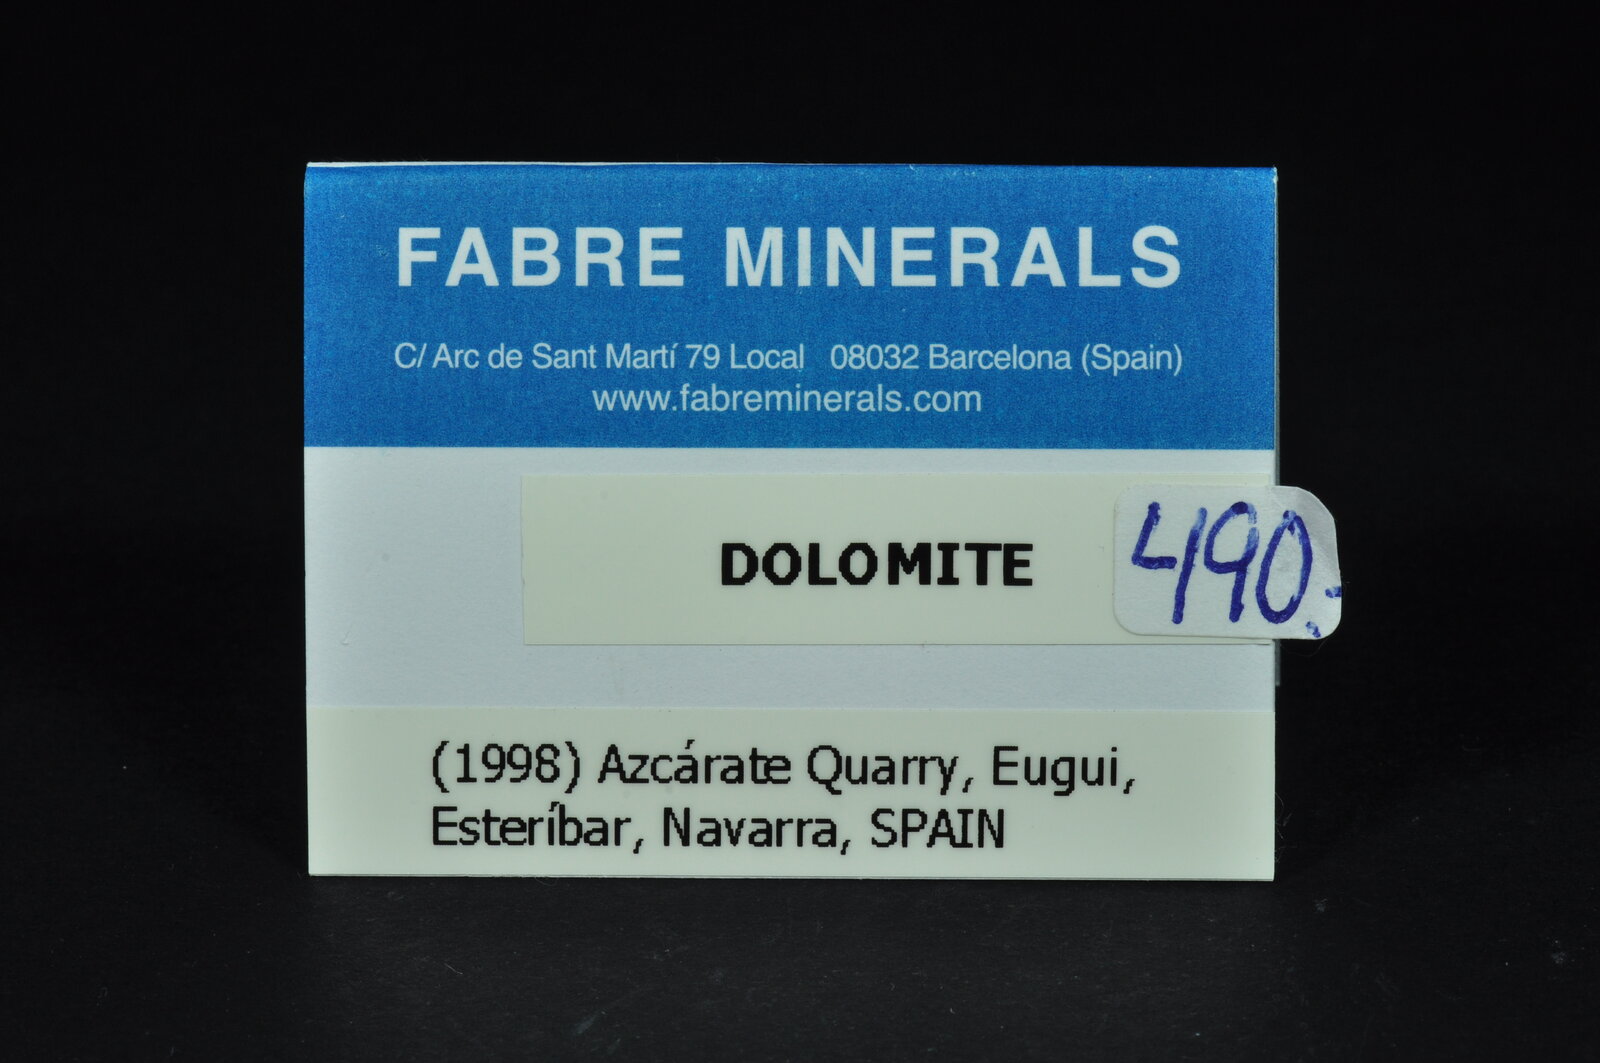 FABRE MINERALS
C/ Arc de Sant Martí 79 Local 08032 Barcelona (Spain)
www.fabreminerals.com
DOLOMITE
490.-
(1998) Azcárate Quarry, Eugui,
Esteríbar, Navarra, SPAIN